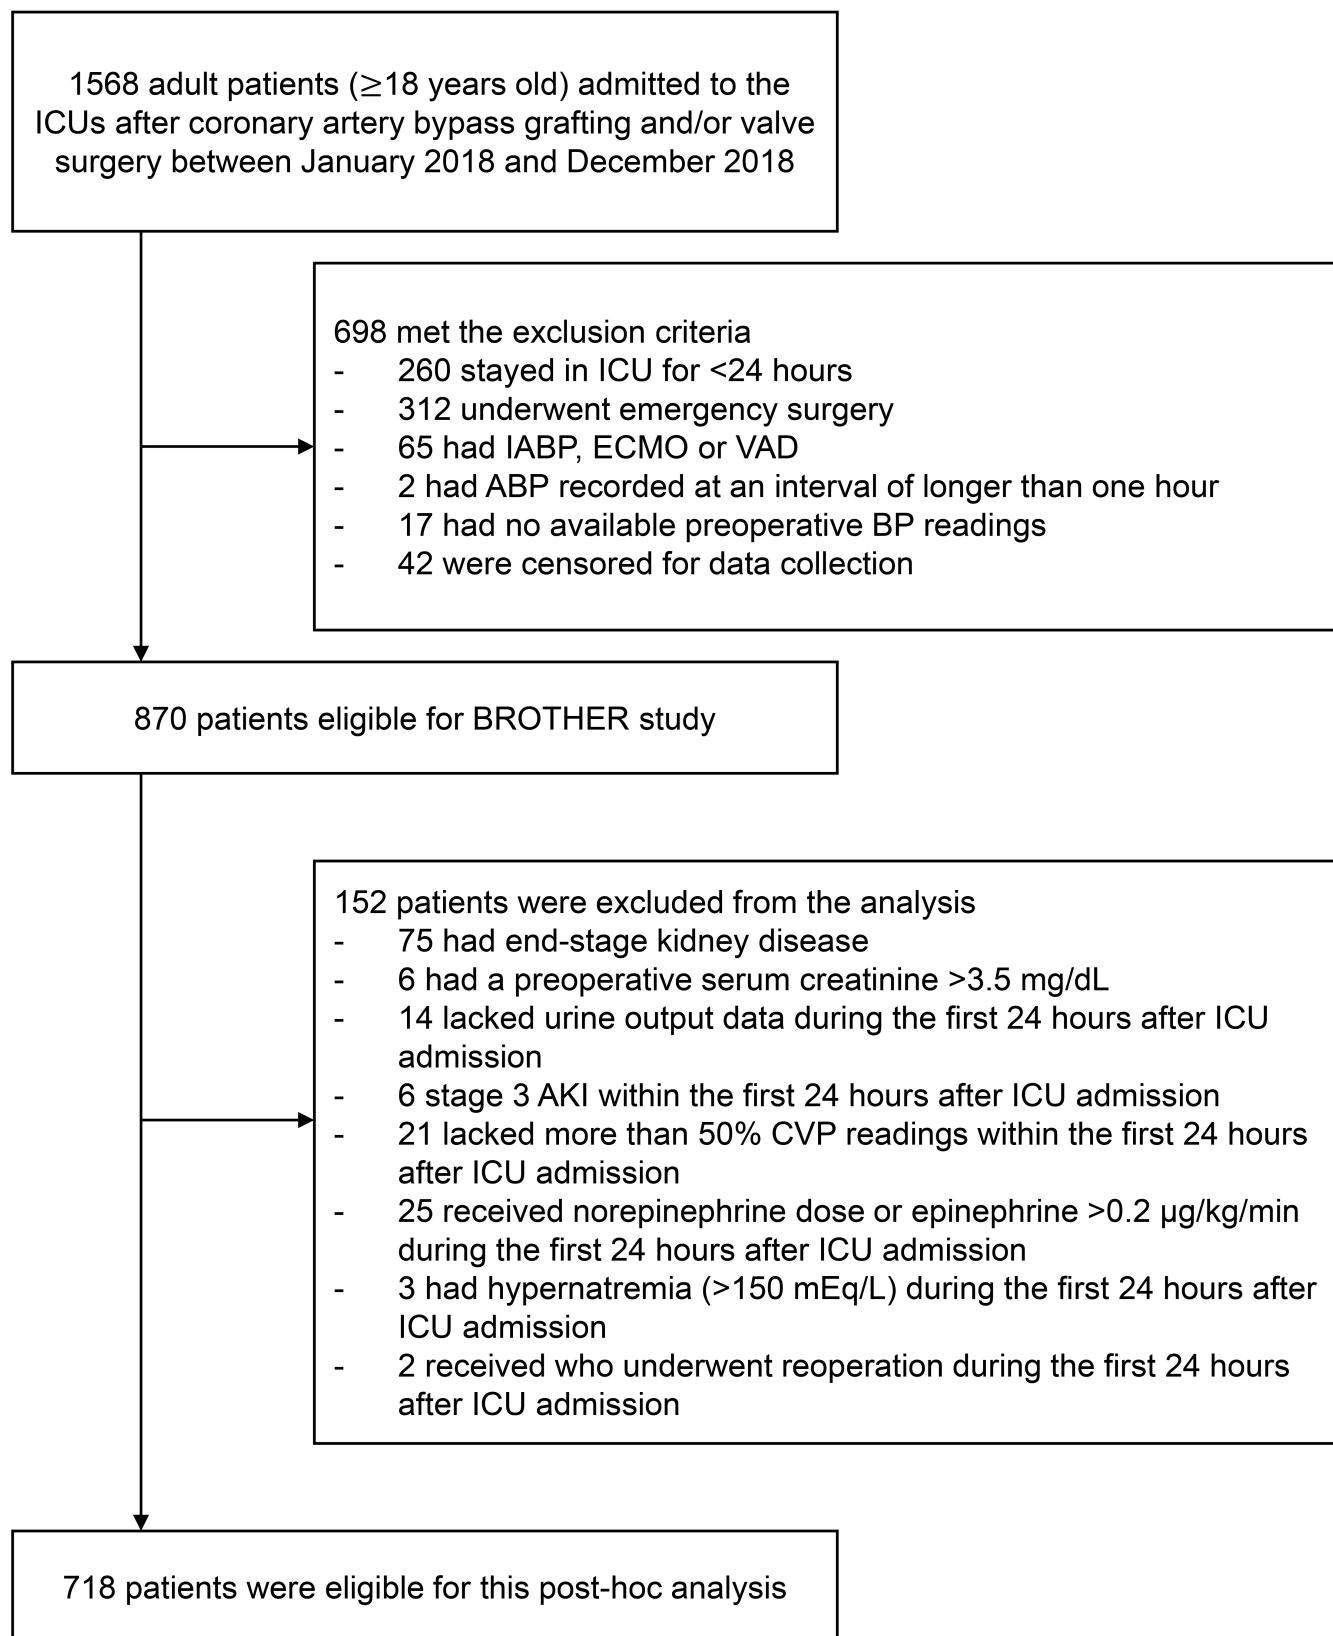 1568 adult patients (≥18 years old) admitted to the
ICUs after coronary artery bypass grafting and/or valve
surgery between January 2018 and December 2018
698 met the exclusion criteria
- 260 stayed in ICU for <24 hours
- 312 underwent emergency surgery
- 65 had IABP, ECMO or VAD
- 2 had ABP recorded at an interval of longer than one hour
- 17 had no available preoperative BP readings
- 42 were censored for data collection
870 patients eligible for BROTHER study
152 patients were excluded from the analysis
- 75 had end-stage kidney disease
- 6 had a preoperative serum creatinine >3.5 mg/dL
- 14 lacked urine output data during the first 24 hours after ICU
admission
- 6 stage 3 AKI within the first 24 hours after ICU admission
- 21 lacked more than 50% CVP readings within the first 24 hours
after ICU admission
- 25 received norepinephrine dose or epinephrine >0.2 μg/kg/min
during the first 24 hours after ICU admission
- 3 had hypernatremia (>150 mEq/L) during the first 24 hours after
ICU admission
- 2 received who underwent reoperation during the first 24 hours
after ICU admission
718 patients were eligible for this post-hoc analysis